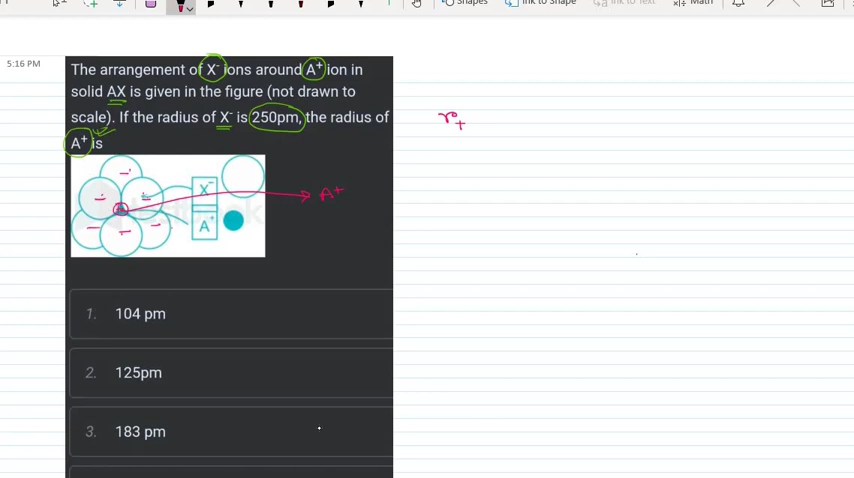 Shapes Ink to Shape Ink to Text Math
5:16 PM
The arrangement of X⁻ ions around A⁺ ion in
solid AX is given in the figure (not drawn to
scale). If the radius of X⁻ is 250pm, the radius of
A⁺ is
r₊
X⁻
A⁺
A⁺
1. 104 pm
2. 125pm
3. 183 pm